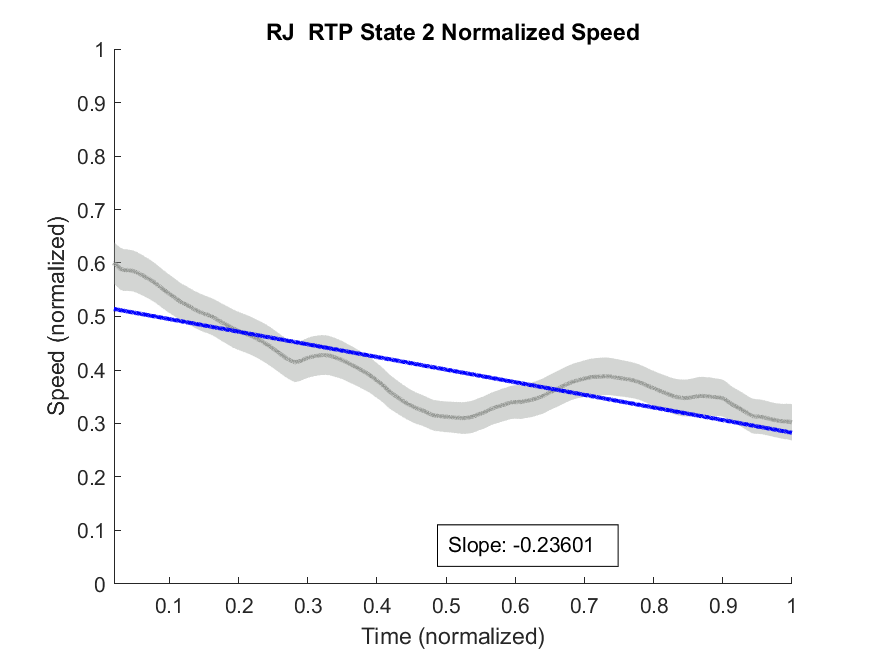 RJ  RTP State 2 Normalized Speed
1
0.9
0.8
0.7
0.6
0.5
0.4
0.3
0.2
0.1
0
Speed (normalized)
Slope: -0.23601
0.1 0.2 0.3 0.4 0.5 0.6 0.7 0.8 0.9 1
Time (normalized)